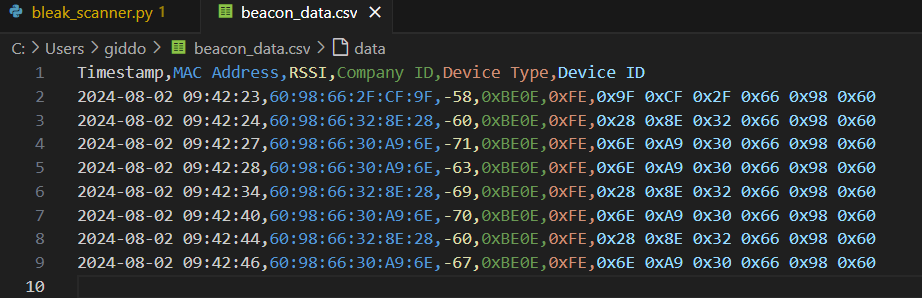 bleak_scanner.py 1 beacon_data.csv
C: > Users > giddo > beacon_data.csv > data
1 Timestamp,MAC Address,RSSI,Company ID,Device Type,Device ID
2 2024-08-02 09:42:23,60:98:66:2F:CF:9F,-58,0xBE0E,0xFE,0x9F 0xCF 0x2F 0x66 0x98 0x60
3 2024-08-02 09:42:24,60:98:66:32:8E:28,-60,0xBE0E,0xFE,0x28 0x8E 0x32 0x66 0x98 0x60
4 2024-08-02 09:42:27,60:98:66:30:A9:6E,-71,0xBE0E,0xFE,0x6E 0xA9 0x30 0x66 0x98 0x60
5 2024-08-02 09:42:28,60:98:66:30:A9:6E,-63,0xBE0E,0xFE,0x6E 0xA9 0x30 0x66 0x98 0x60
6 2024-08-02 09:42:34,60:98:66:32:8E:28,-69,0xBE0E,0xFE,0x28 0x8E 0x32 0x66 0x98 0x60
7 2024-08-02 09:42:40,60:98:66:30:A9:6E,-70,0xBE0E,0xFE,0x6E 0xA9 0x30 0x66 0x98 0x60
8 2024-08-02 09:42:44,60:98:66:32:8E:28,-60,0xBE0E,0xFE,0x28 0x8E 0x32 0x66 0x98 0x60
9 2024-08-02 09:42:46,60:98:66:30:A9:6E,-67,0xBE0E,0xFE,0x6E 0xA9 0x30 0x66 0x98 0x60
10